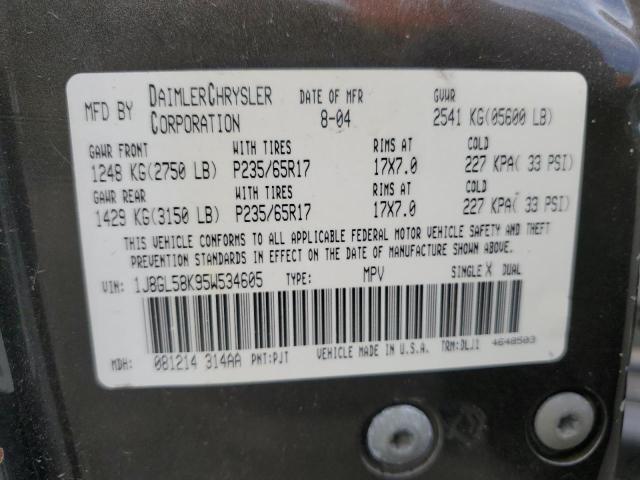 MFD BY DAIMLERCHRYSLER CORPORATION DATE OF MFR 8-04 GVWR 2541 KG(05600 LB)
GAWR FRONT WITH TIRES RIMS AT COLD
1248 KG(2750 LB) P235/65R17 17X7.0 227 KPA( 33 PSI)
GAWR REAR WITH TIRES RIMS AT COLD
1429 KG(3150 LB) P235/65R17 17X7.0 227 KPA( 33 PSI)
THIS VEHICLE CONFORMS TO ALL APPLICABLE FEDERAL MOTOR VEHICLE SAFETY AND THEFT
PREVENTION STANDARDS IN EFFECT ON THE DATE OF MANUFACTURE SHOWN ABOVE.
VIN: 1J8GL58K95W534605 TYPE: MPV SINGLE X DUAL
MDH: 081214 314AA PNT:PJT VEHICLE MADE IN U.S.A. TRM:DLJ1 4648503